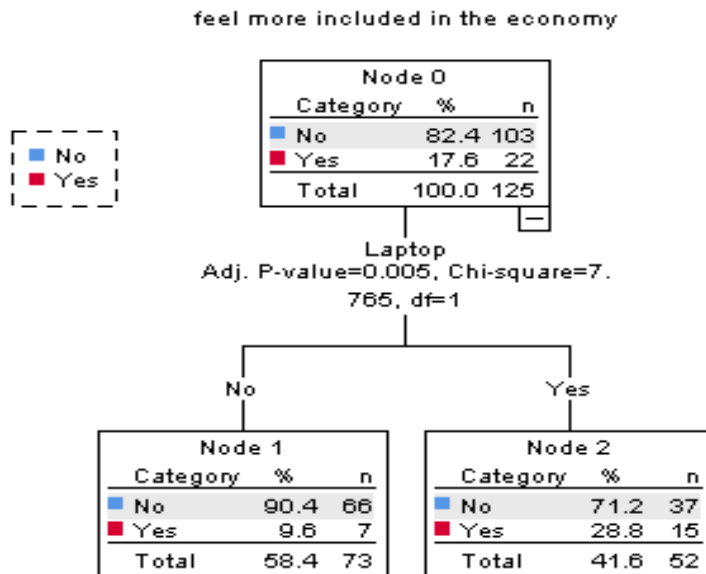 feel more included in the economy
Node 0
Category % n
No 82.4 103
Yes 17.6 22
Total 100.0 125
No
Yes
Laptop
Adj. P-value=0.005, Chi-square=7.
765, df=1
No
Yes
Node 1
Category % n
No 90.4 66
Yes 9.6 7
Total 58.4 73
Node 2
Category % n
No 71.2 37
Yes 28.8 15
Total 41.6 52